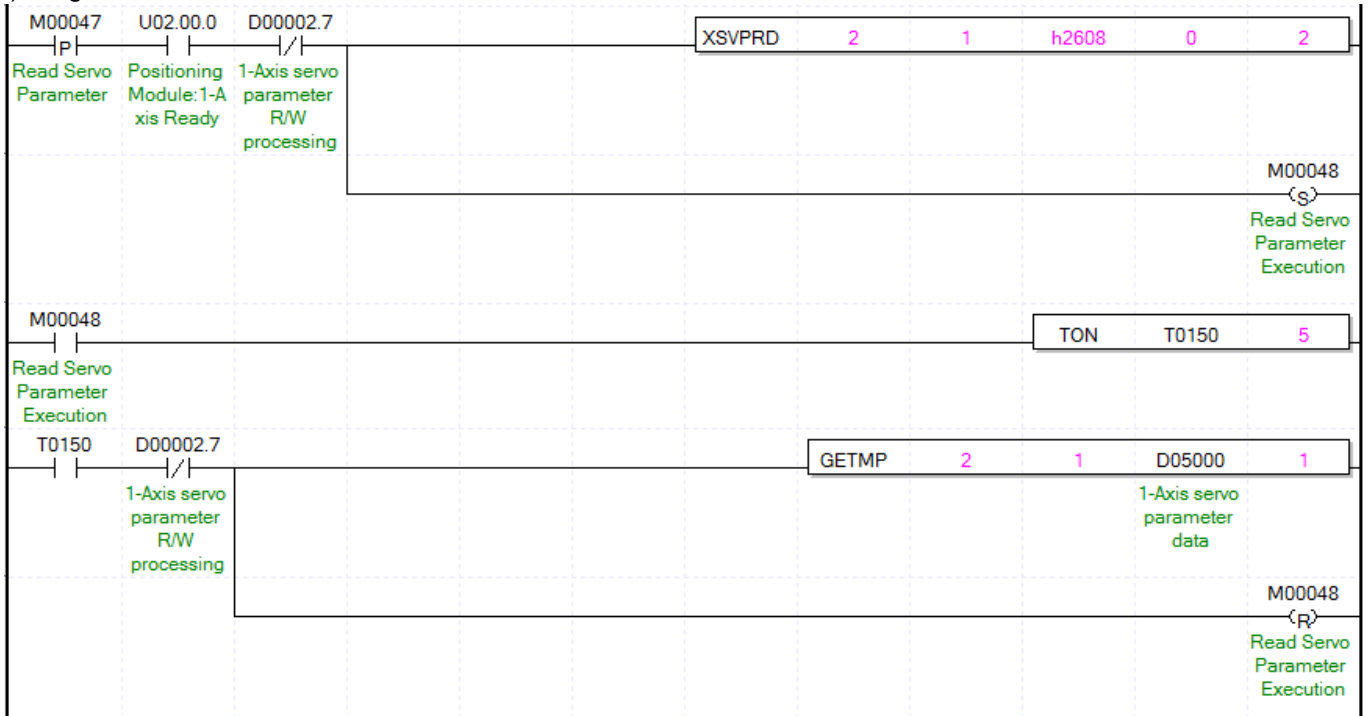 M00047 U02.00.0 D00002.7
P
XSVPRD 2 1 h2608 0 2
Read Servo Positioning 1-Axis servo
Parameter Module:1-A parameter
xis Ready R/W
processing
M00048
S
Read Servo
Parameter
Execution
M00048
TON T0150 5
Read Servo
Parameter
Execution
T0150 D00002.7
GETMP 2 1 D05000 1
1-Axis servo 1-Axis servo
parameter parameter
R/W data
processing
M00048
R
Read Servo
Parameter
Execution